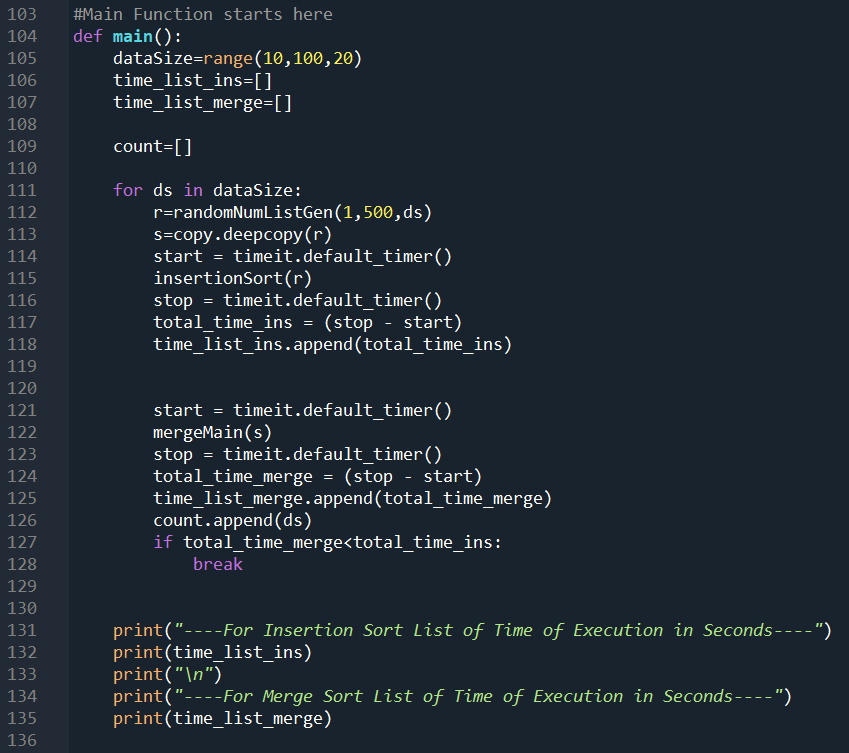 103 #Main Function starts here
104 def main():
105     dataSize=range(10,100,20)
106     time_list_ins=[]
107     time_list_merge=[]
108
109     count=[]
110
111     for ds in dataSize:
112         r=randomNumListGen(1,500,ds)
113         s=copy.deepcopy(r)
114         start = timeit.default_timer()
115         insertionSort(r)
116         stop = timeit.default_timer()
117         total_time_ins = (stop - start)
118         time_list_ins.append(total_time_ins)
119
120
121         start = timeit.default_timer()
122         mergeMain(s)
123         stop = timeit.default_timer()
124         total_time_merge = (stop - start)
125         time_list_merge.append(total_time_merge)
126         count.append(ds)
127         if total_time_merge<total_time_ins:
128             break
129
130
131     print("----For Insertion Sort List of Time of Execution in Seconds----")
132     print(time_list_ins)
133     print("\n")
134     print("----For Merge Sort List of Time of Execution in Seconds----")
135     print(time_list_merge)
136